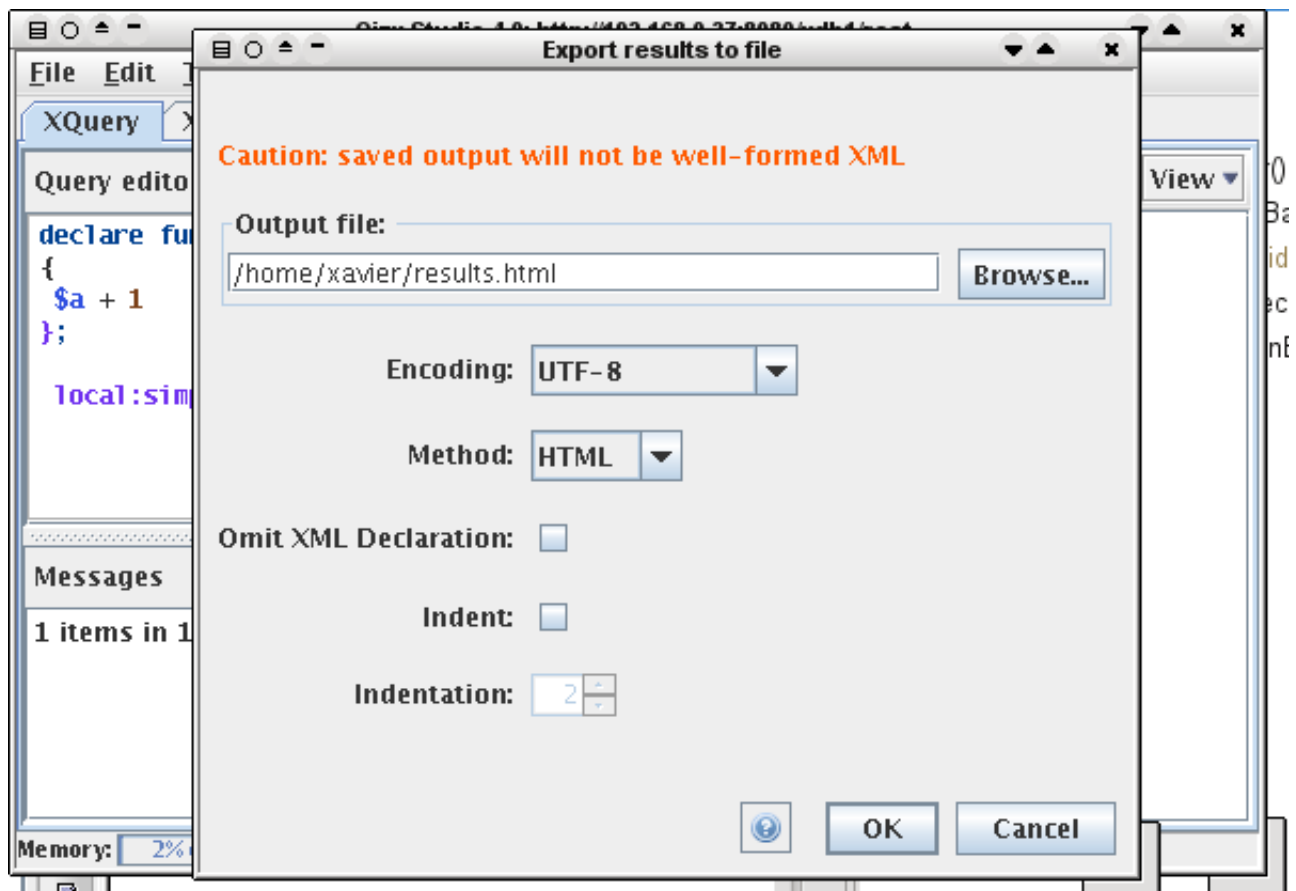 Export results to file
File Edit
XQuery
Caution: saved output will not be well-formed XML
Query edito
View
Output file:
declare fu
/home/xavier/results.html
Browse...
{
$a + 1
};
Encoding: UTF-8
local:sim
Method: HTML
Omit XML Declaration:
Messages
Indent:
1 items in 1
Indentation: 2
OK
Cancel
Memory: 2%